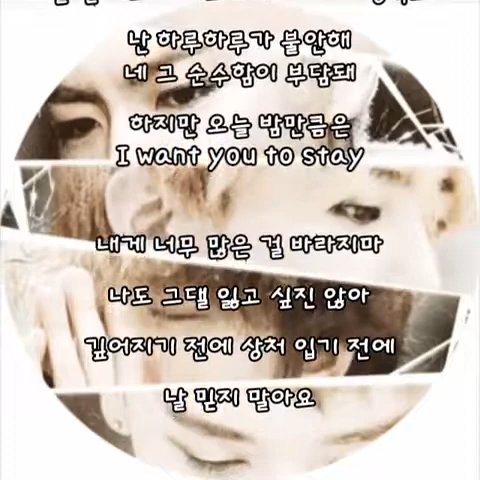 난 하루하루가 불안해
네 그 순수함이 부담돼
하지만 오늘 밤만큼은
I want you to stay
내게 너무 많은 걸 바라지마
나도 그댈 잃고 싶진 않아
깊어지기 전에 상처 입기 전에
날 믿지 말아요